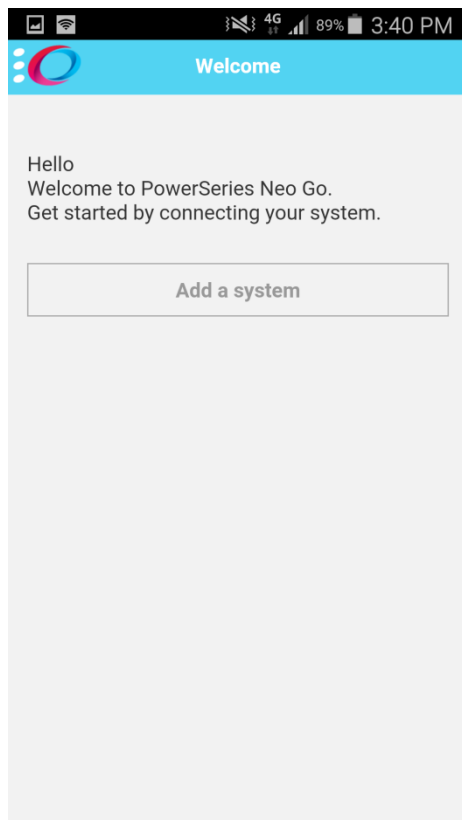 4G 89% 3:40 PM
Welcome
Hello
Welcome to PowerSeries Neo Go.
Get started by connecting your system.
Add a system